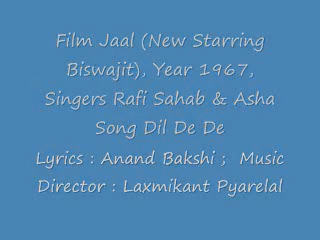 Film Jaal (New Starring
Biswajit), Year 1967,
Singers Rafi Sahab & Asha
Song Dil De De
Lyrics : Anand Bakshi ;  Music
Director : Laxmikant Pyarelal